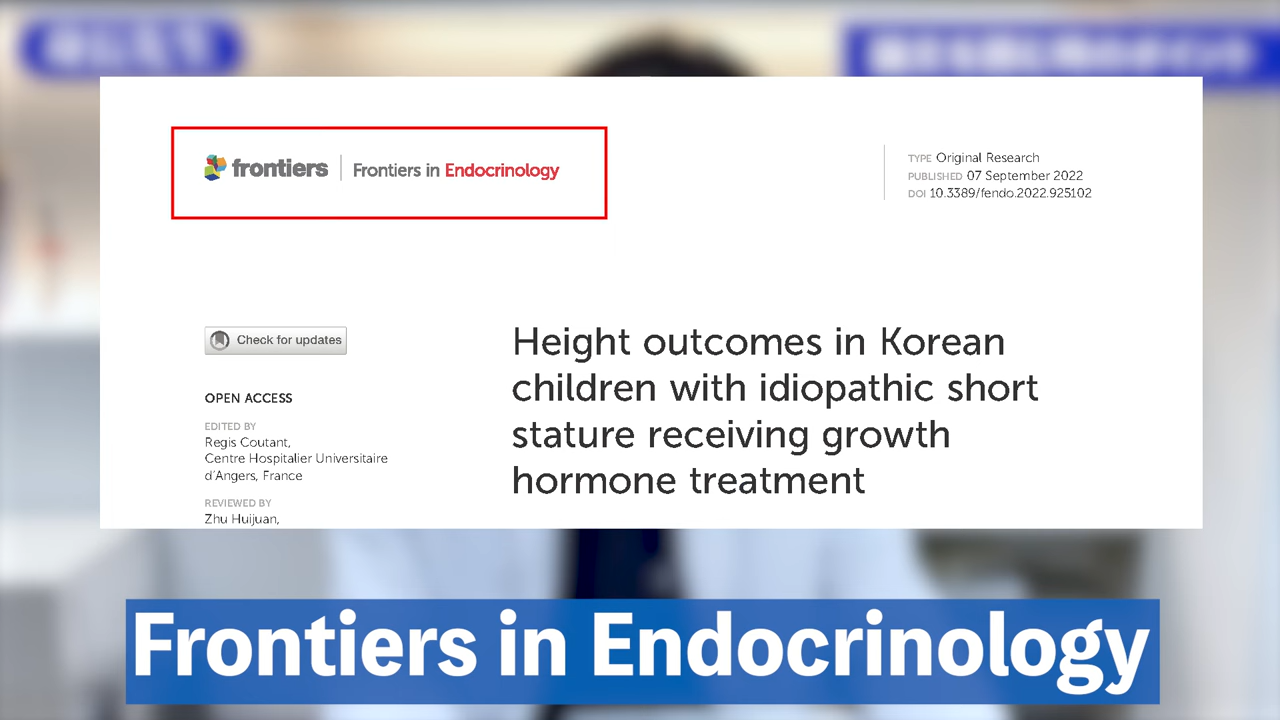 frontiers | Frontiers in Endocrinology
TYPE Original Research
PUBLISHED 07 September 2022
DOI 10.3389/fendo.2022.925102
Check for updates
OPEN ACCESS
EDITED BY
Regis Coutant,
Centre Hospitalier Universitaire
d'Angers, France
REVIEWED BY
Zhu Huijuan,
Height outcomes in Korean
children with idiopathic short
stature receiving growth
hormone treatment
Frontiers in Endocrinology